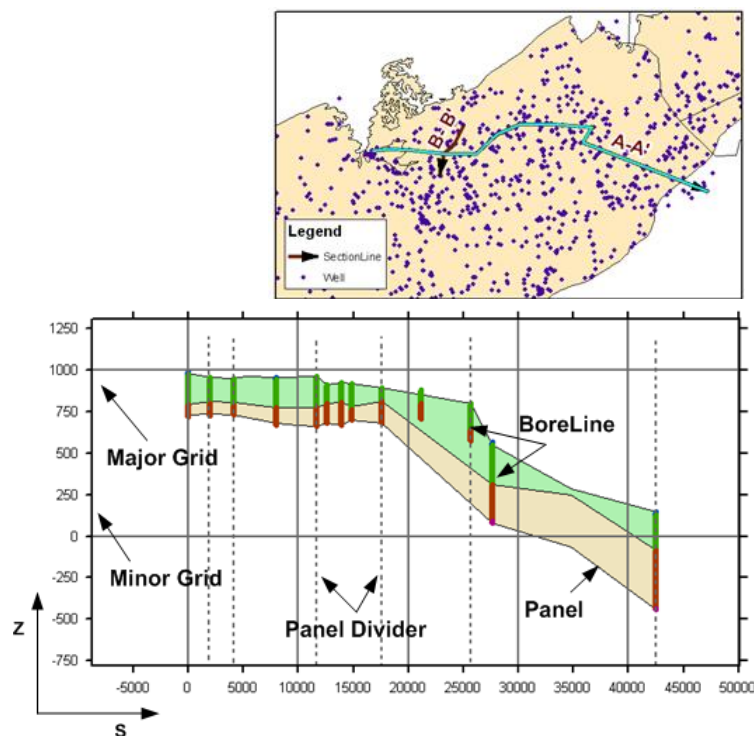 B-B'
A-A'
Legend
SectionLine
Well
1250
1000
750
500
250
0
-250
-500
-750
Major Grid
Minor Grid
BoreLine
Panel Divider
Panel
Z
S
-5000
0
5000
10000
15000
20000
25000
30000
35000
40000
45000
50000